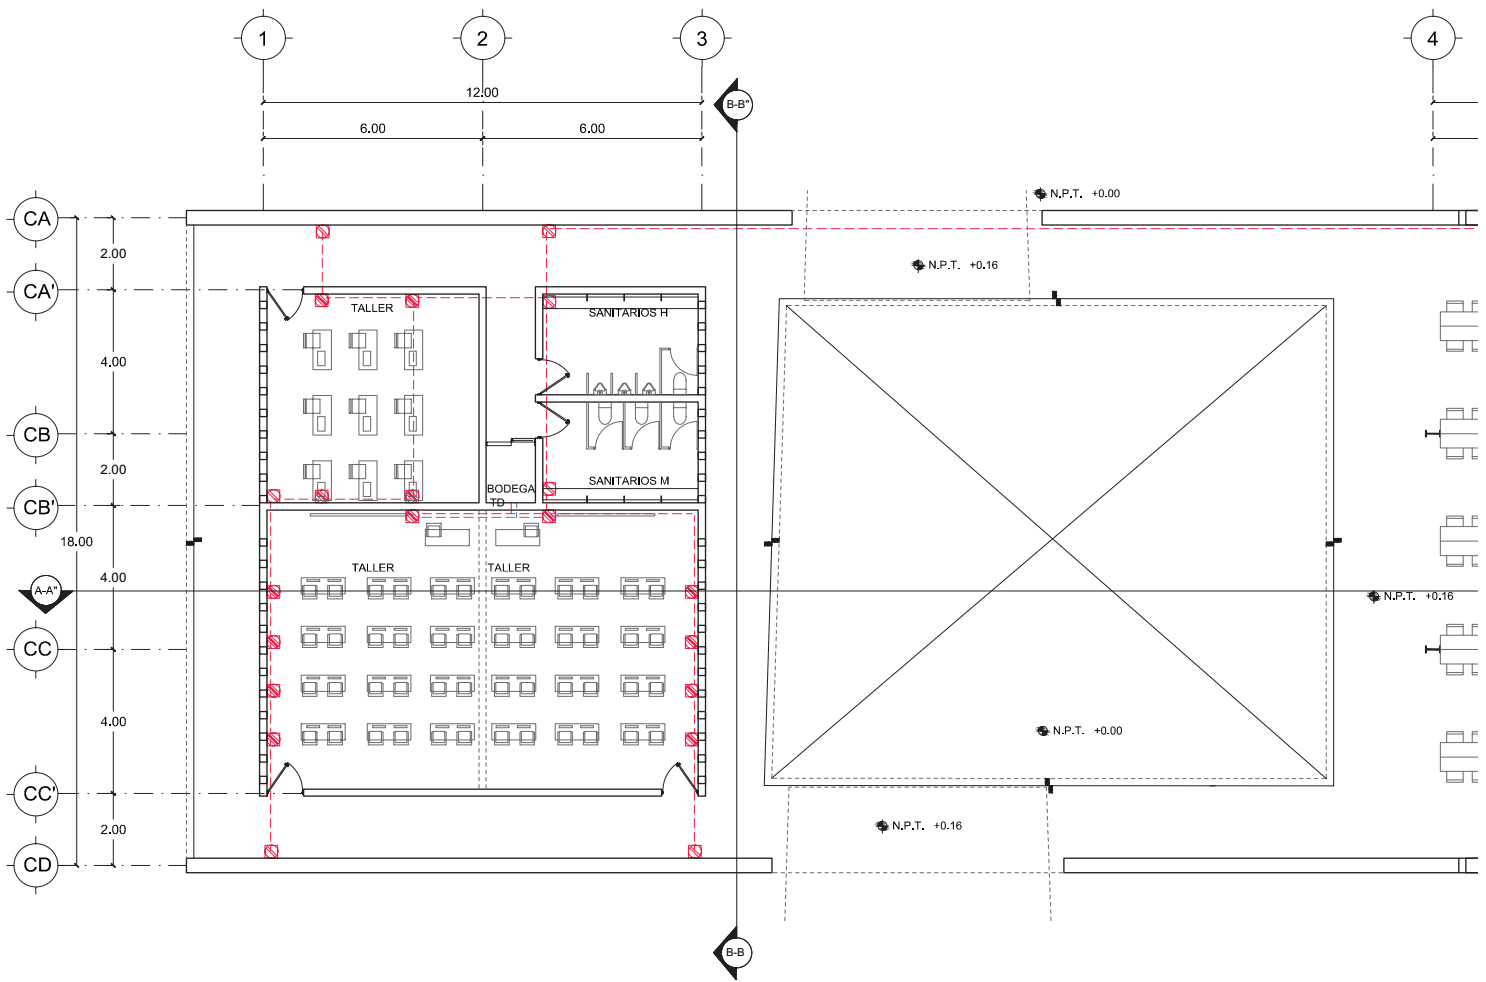 1 2 3 4
12.00
B-B"
6.00 6.00
N.P.T. +0.00
CA
2.00
N.P.T. +0.16
CA'
TALLER
SANITARIOS H
4.00
CB
2.00
SANITARIOS M
BODEGA
TD
CB'
18.00
4.00
TALLER TALLER
A-A"
N.P.T. +0.16
CC
4.00
N.P.T. +0.00
CC'
2.00
N.P.T. +0.16
CD
B-B